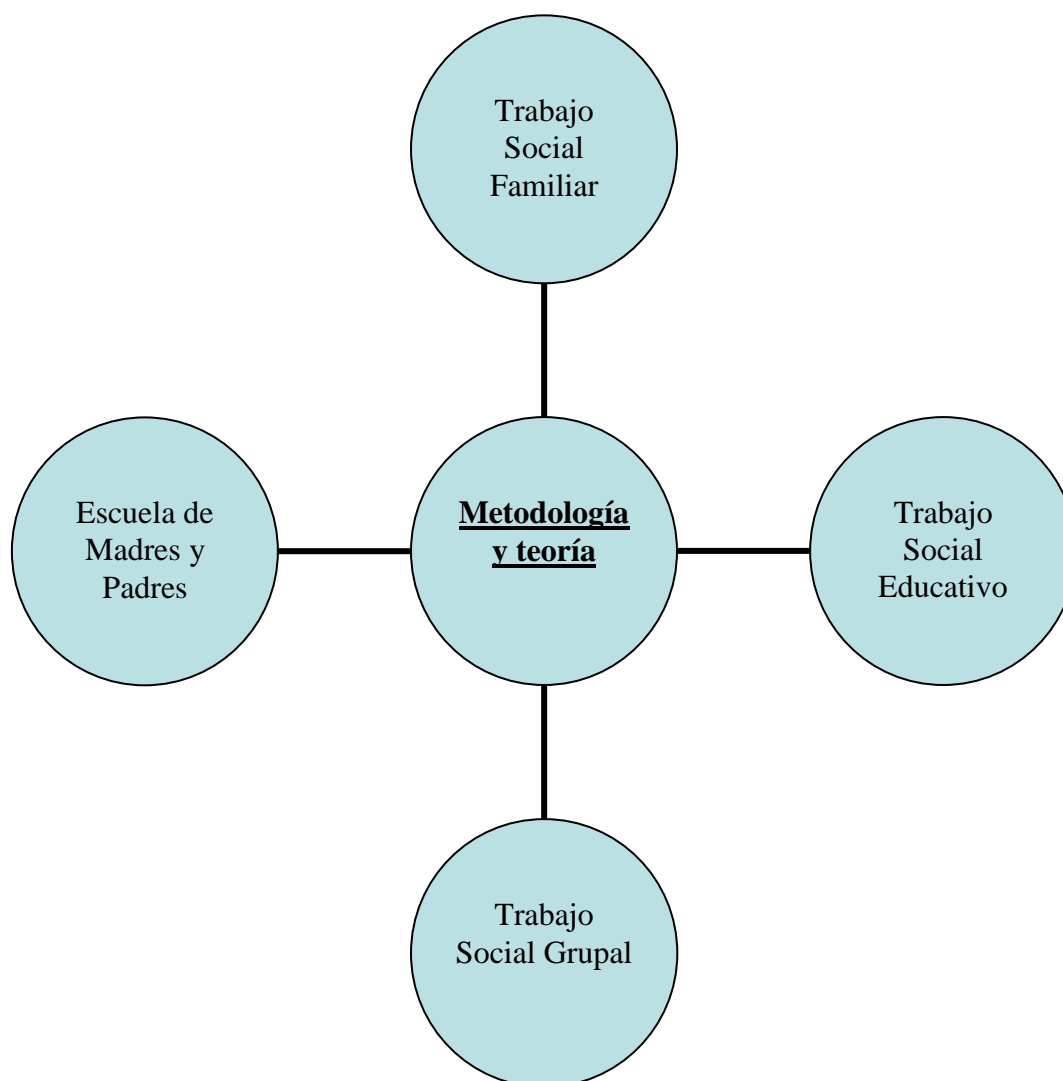 Trabajo
Social
Familiar
Escuela de
Madres y
Padres
Metodología
y teoría
Trabajo
Social
Educativo
Trabajo
Social Grupal